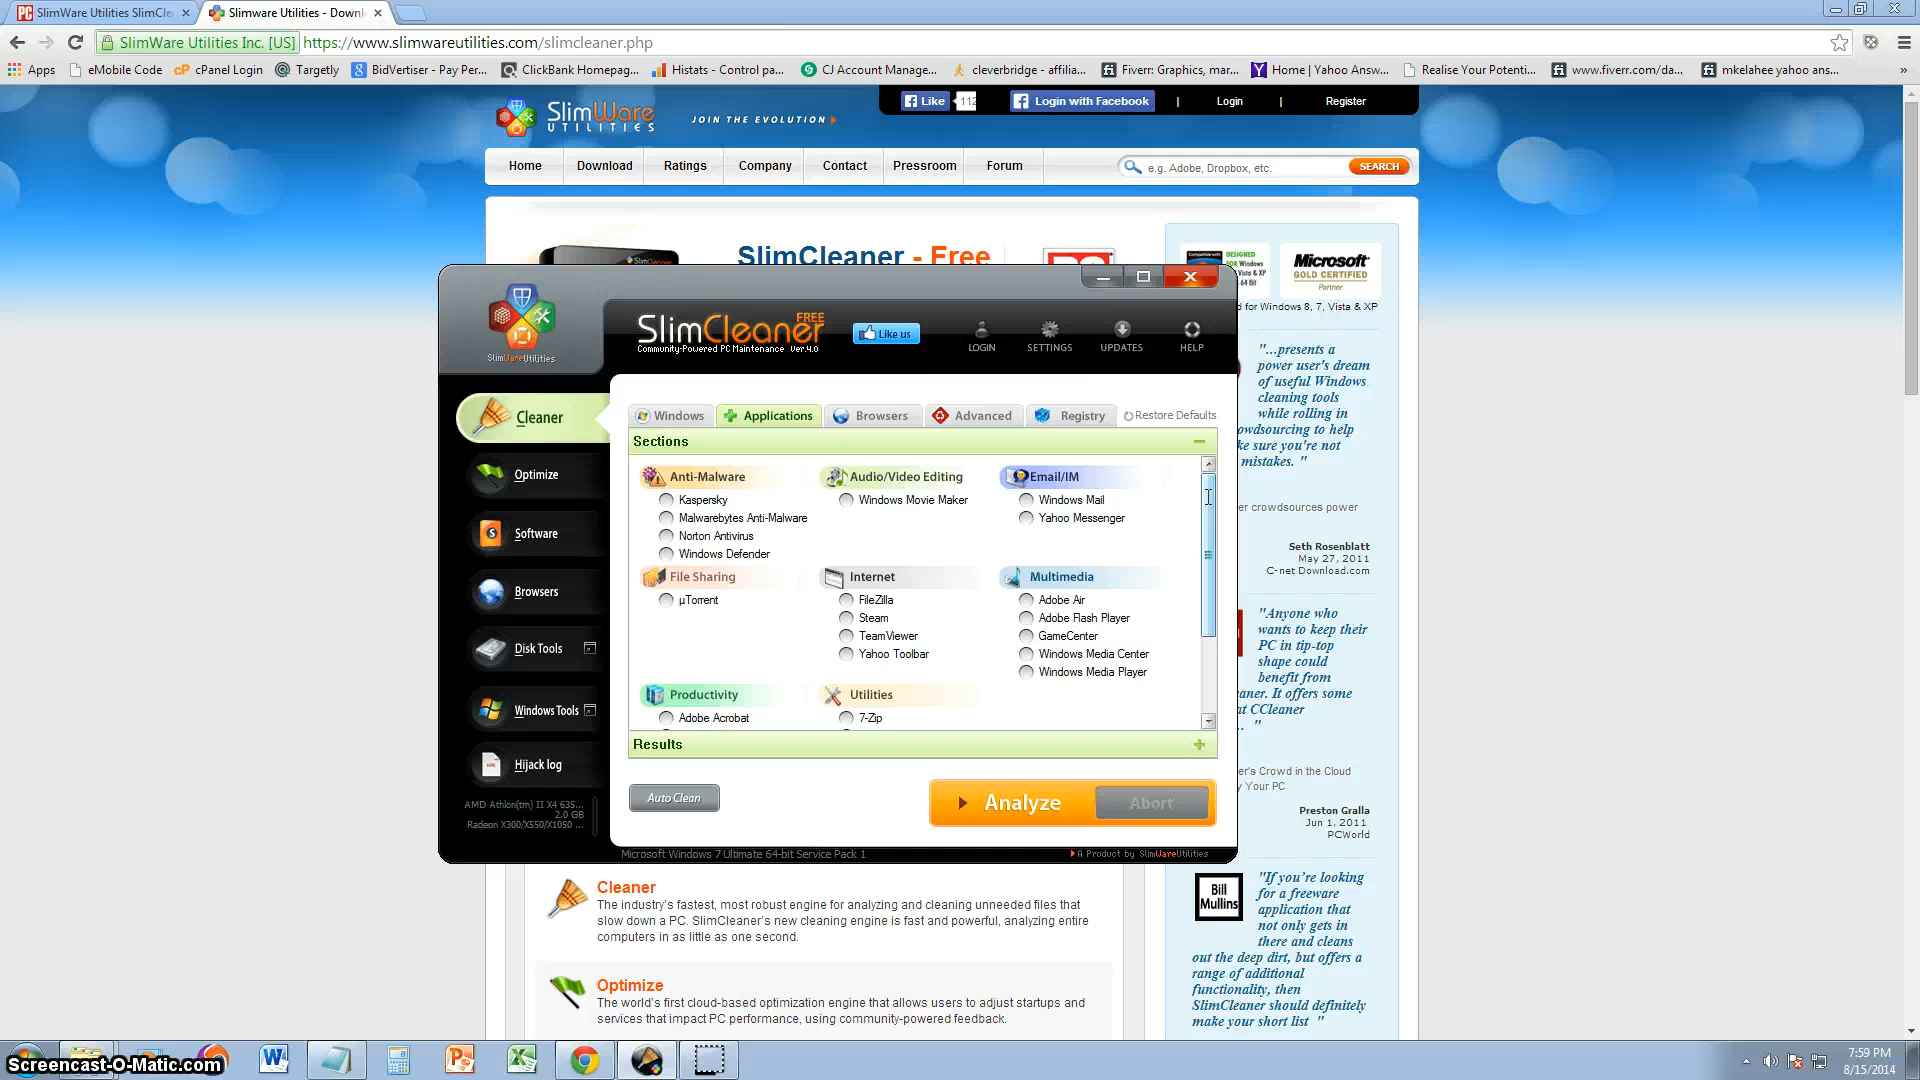 SlimWare Utilities SlimCle
Slimware Utilities - Downl
SlimWare Utilities Inc. [US]
https://www.slimwareutilities.com/slimcleaner.php
Apps
eMobile Code
cPanel Login
Targetly
BidVertiser - Pay Per...
ClickBank Homepag...
Histats - Control pa...
CJ Account Manage...
cleverbridge - affilia...
Fiverr: Graphics, mar...
Home | Yahoo Answ...
Realise Your Potenti...
www.fiverr.com/da...
mkelahee yahoo ans...
SlimWare
UTILITIES
JOIN THE EVOLUTION
Like
112
Login with Facebook
|
Login
|
Register
Home
Download
Ratings
Company
Contact
Pressroom
Forum
e.g. Adobe, Dropbox, etc.
SEARCH
SlimCleaner - Free
Microsoft
GOLD CERTIFIED
Partner
d for Windows 8, 7, Vista & XP
SlimWareUtilities
SlimCleaner FREE
Community-Powered PC Maintenance Ver.4.0
Like us
LOGIN
SETTINGS
UPDATES
HELP
Cleaner
Optimize
Software
Browsers
Disk Tools
Windows Tools
Hijack log
AMD Athlon(tm) II X4 635...
2.0 GB
Radeon X300/X550/X1050 ...
Windows
Applications
Browsers
Advanced
Registry
Restore Defaults
Sections
Anti-Malware
Kaspersky
Malwarebytes Anti-Malware
Norton Antivirus
Windows Defender
Audio/Video Editing
Windows Movie Maker
Email/IM
Windows Mail
Yahoo Messenger
File Sharing
µTorrent
Internet
FileZilla
Steam
TeamViewer
Yahoo Toolbar
Multimedia
Adobe Air
Adobe Flash Player
GameCenter
Windows Media Center
Windows Media Player
Productivity
Adobe Acrobat
Utilities
7-Zip
Results
Auto Clean
Analyze
Abort
Microsoft Windows 7 Ultimate 64-bit Service Pack 1
A Product by SlimWareUtilities
"...presents a
power user's dream
of useful Windows
cleaning tools
while rolling in
owdsourcing to help
ke sure you're not
mistakes. "
er crowdsources power
Seth Rosenblatt
May 27, 2011
C-net Download.com
"Anyone who
wants to keep their
PC in tip-top
shape could
benefit from
aner. It offers some
at CCleaner
.. "
er's Crowd in the Cloud
y Your PC
Preston Gralla
Jun 1, 2011
PCWorld
Bill
Mullins
"If you're looking
for a freeware
application that
not only gets in
there and cleans
out the deep dirt, but offers a
range of additional
functionality, then
SlimCleaner should definitely
make your short list "
Cleaner
The industry's fastest, most robust engine for analyzing and cleaning unneeded files that
slow down a PC. SlimCleaner's new cleaning engine is fast and powerful, analyzing entire
computers in as little as one second.
Optimize
The world's first cloud-based optimization engine that allows users to adjust startups and
services that impact PC performance, using community-powered feedback.
Screencast-O-Matic.com
7:59 PM
8/15/2014